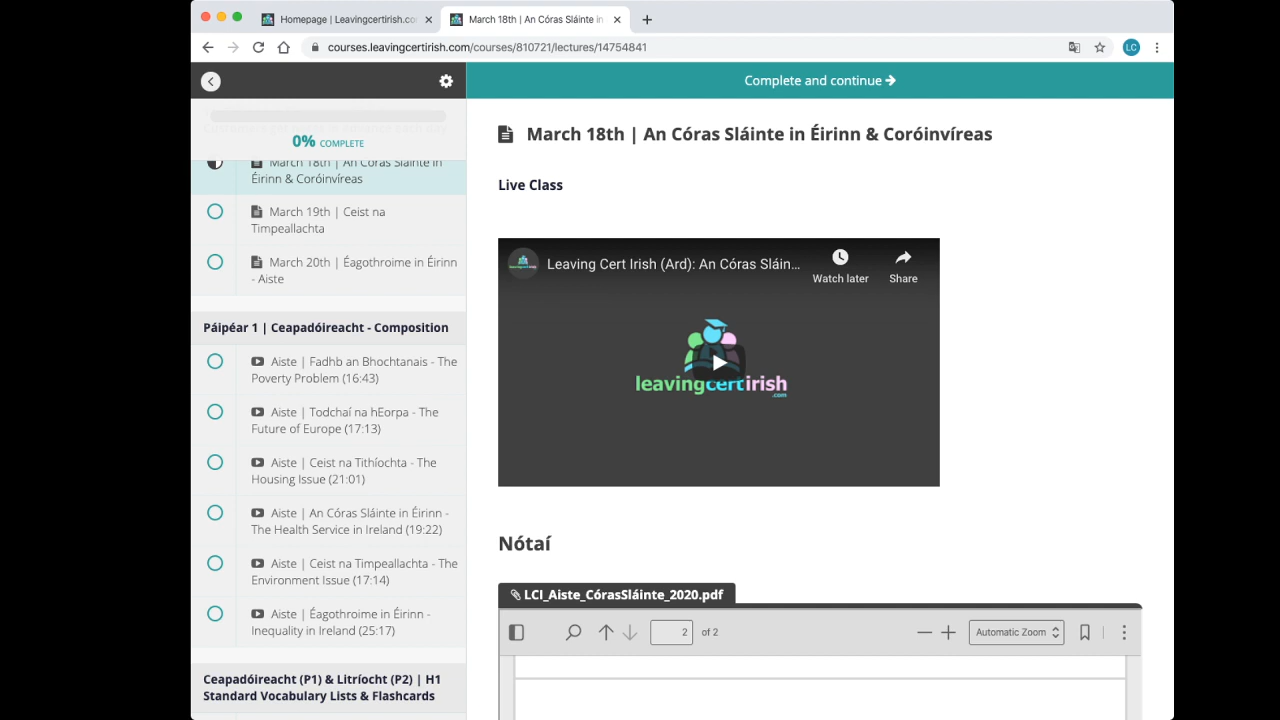 Homepage | Leavingcertirish.co
March 18th | An Córas Sláinte in
courses.leavingcertirish.com/courses/810721/lectures/14754841
LC
Complete and continue
0% COMPLETE
March 18th | An Córas Sláinte in
Éirinn & Coróinvíreas
March 19th | Ceist na
Timpeallachta
March 20th | Éagothroime in Éirinn
- Aiste
Páipéar 1 | Ceapadóireacht - Composition
Aiste | Fadhb an Bhochtanais - The
Poverty Problem (16:43)
Aiste | Todchaí na hEorpa - The
Future of Europe (17:13)
Aiste | Ceist na Tithíochta - The
Housing Issue (21:01)
Aiste | An Córas Sláinte in Éirinn -
The Health Service in Ireland (19:22)
Aiste | Ceist na Timpeallachta - The
Environment Issue (17:14)
Aiste | Éagothroime in Éirinn -
Inequality in Ireland (25:17)
Ceapadóireacht (P1) & Litríocht (P2) | H1
Standard Vocabulary Lists & Flashcards
March 18th | An Córas Sláinte in Éirinn & Coróinvíreas
Live Class
Leaving Cert Irish (Ard): An Córas Sláin...
Watch later
Share
leavingcertirish
.com
Nótaí
LCI_Aiste_CórasSláinte_2020.pdf
2 of 2
Automatic Zoom